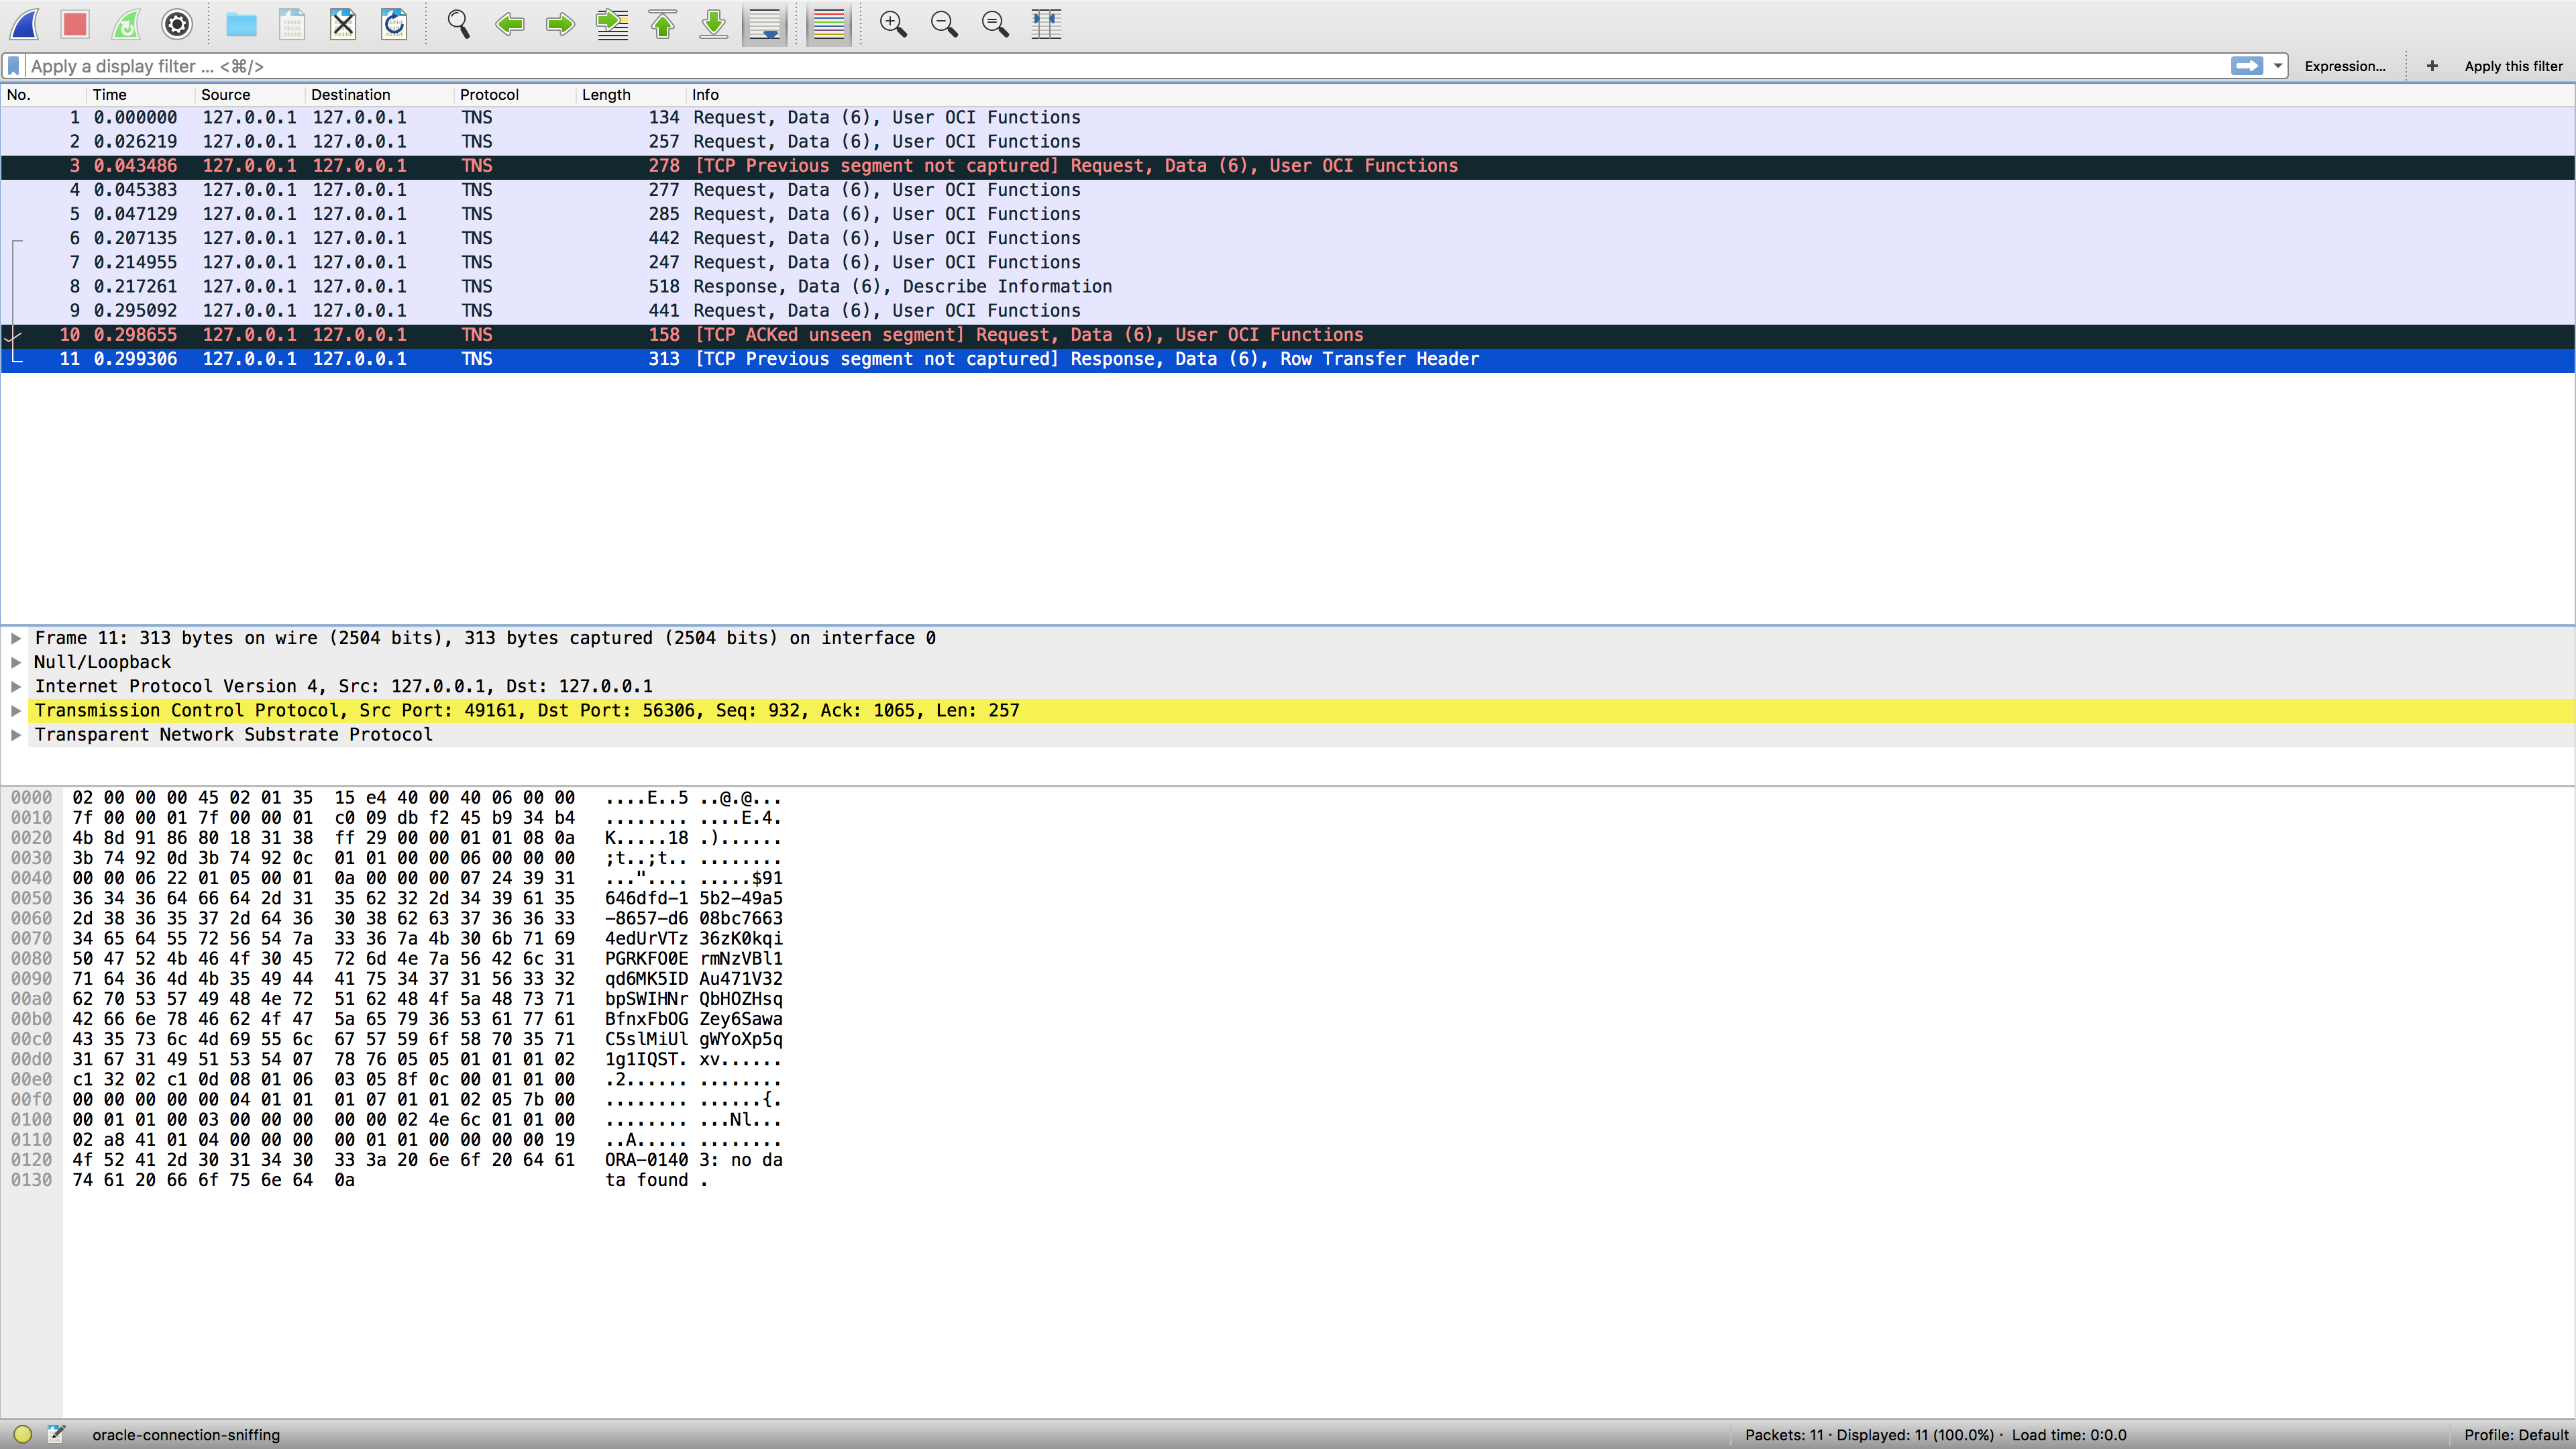 Apply a display filter ... <⌘/>
Expression... + Apply this filter
No. Time Source Destination Protocol Length Info
1 0.000000 127.0.0.1 127.0.0.1 TNS 134 Request, Data (6), User OCI Functions
2 0.026219 127.0.0.1 127.0.0.1 TNS 257 Request, Data (6), User OCI Functions
3 0.043486 127.0.0.1 127.0.0.1 TNS 278 [TCP Previous segment not captured] Request, Data (6), User OCI Functions
4 0.045383 127.0.0.1 127.0.0.1 TNS 277 Request, Data (6), User OCI Functions
5 0.047129 127.0.0.1 127.0.0.1 TNS 285 Request, Data (6), User OCI Functions
6 0.207135 127.0.0.1 127.0.0.1 TNS 442 Request, Data (6), User OCI Functions
7 0.214955 127.0.0.1 127.0.0.1 TNS 247 Request, Data (6), User OCI Functions
8 0.217261 127.0.0.1 127.0.0.1 TNS 518 Response, Data (6), Describe Information
9 0.295092 127.0.0.1 127.0.0.1 TNS 441 Request, Data (6), User OCI Functions
10 0.298655 127.0.0.1 127.0.0.1 TNS 158 [TCP ACKed unseen segment] Request, Data (6), User OCI Functions
11 0.299306 127.0.0.1 127.0.0.1 TNS 313 [TCP Previous segment not captured] Response, Data (6), Row Transfer Header
Frame 11: 313 bytes on wire (2504 bits), 313 bytes captured (2504 bits) on interface 0
Null/Loopback
Internet Protocol Version 4, Src: 127.0.0.1, Dst: 127.0.0.1
Transmission Control Protocol, Src Port: 49161, Dst Port: 56306, Seq: 932, Ack: 1065, Len: 257
Transparent Network Substrate Protocol
0000 02 00 00 00 45 02 01 35 15 e4 40 00 40 06 00 00 ....E..5 ..@.@...
0010 7f 00 00 01 7f 00 00 01 c0 09 db f2 45 b9 34 b4 ........ ....E.4.
0020 4b 8d 91 86 80 18 31 38 ff 29 00 00 01 01 08 0a K.....18 .)......
0030 3b 74 92 0d 3b 74 92 0c 01 01 00 00 06 00 00 00 ;t..;t.. ........
0040 00 00 06 22 01 05 00 01 0a 00 00 00 07 24 39 31 ...".... .....$91
0050 36 34 36 64 66 64 2d 31 35 62 32 2d 34 39 61 35 646dfd-1 5b2-49a5
0060 2d 38 36 35 37 2d 64 36 30 38 62 63 37 36 36 33 -8657-d6 08bc7663
0070 34 65 64 55 72 56 54 7a 33 36 7a 4b 30 6b 71 69 4edUrVTz 36zK0kqi
0080 50 47 52 4b 46 4f 30 45 72 6d 4e 7a 56 42 6c 31 PGRKFO0E rmNzVBl1
0090 71 64 36 4d 4b 35 49 44 41 75 34 37 31 56 33 32 qd6MK5ID Au471V32
00a0 62 70 53 57 49 48 4e 72 51 62 48 4f 5a 48 73 71 bpSWIHNr QbHOZHsq
00b0 42 66 6e 78 46 62 4f 47 5a 65 79 36 53 61 77 61 BfnxFbOG Zey6Sawa
00c0 43 35 73 6c 4d 69 55 6c 67 57 59 6f 58 70 35 71 C5slMiUl gWYoXp5q
00d0 31 67 31 49 51 53 54 07 78 76 05 05 01 01 01 02 1g1IQST. xv......
00e0 c1 32 02 c1 0d 08 01 06 03 05 8f 0c 00 01 01 00 .2...... ........
00f0 00 00 00 00 00 04 01 01 01 07 01 01 02 05 7b 00 ........ ......{.
0100 00 01 01 00 03 00 00 00 00 00 02 4e 6c 01 01 00 ........ ...Nl...
0110 02 a8 41 01 04 00 00 00 00 01 01 00 00 00 00 19 ..A..... ........
0120 4f 52 41 2d 30 31 34 30 33 3a 20 6e 6f 20 64 61 ORA-0140 3: no da
0130 74 61 20 66 6f 75 6e 64 0a ta found .
oracle-connection-sniffing
Packets: 11 · Displayed: 11 (100.0%) · Load time: 0:0.0
Profile: Default